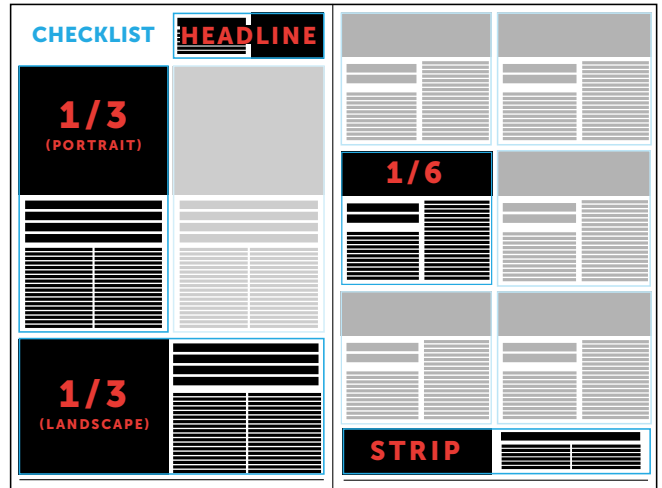 CHECKLIST
HEADLINE
1/3
(PORTRAIT)
1/3
(LANDSCAPE)
1/6
STRIP